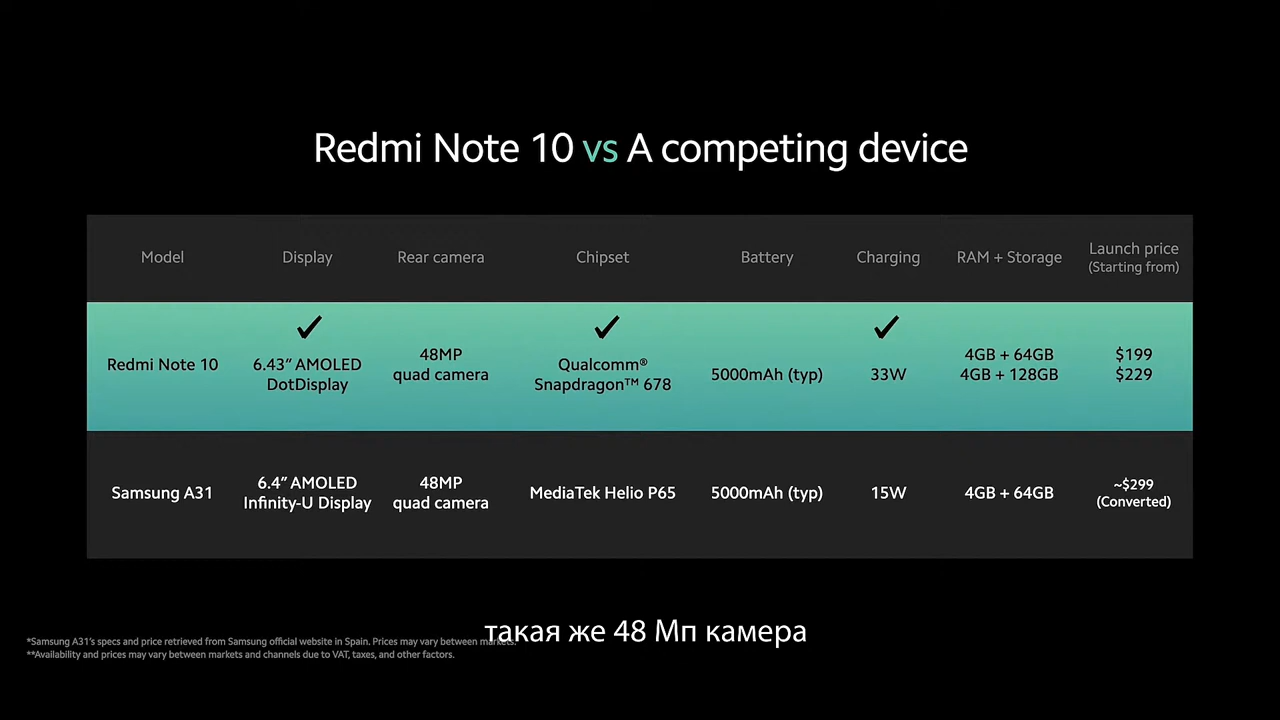 Redmi Note 10 vs A competing device
Model
Display
Rear camera
Chipset
Battery
Charging
RAM + Storage
Launch price
(Starting from)
Redmi Note 10
6.43″ AMOLED
DotDisplay
48MP
quad camera
Qualcomm®
Snapdragon™ 678
5000mAh (typ)
33W
4GB + 64GB
4GB + 128GB
$199
$229
Samsung A31
6.4″ AMOLED
Infinity-U Display
48MP
quad camera
MediaTek Helio P65
5000mAh (typ)
15W
4GB + 64GB
~$299
(Converted)
такая же 48 Мп камера
*Samsung A31's specs and price retrieved from Samsung official website in Spain. Prices may vary between markets.
**Availability and prices may vary between markets and channels due to VAT, taxes, and other factors.